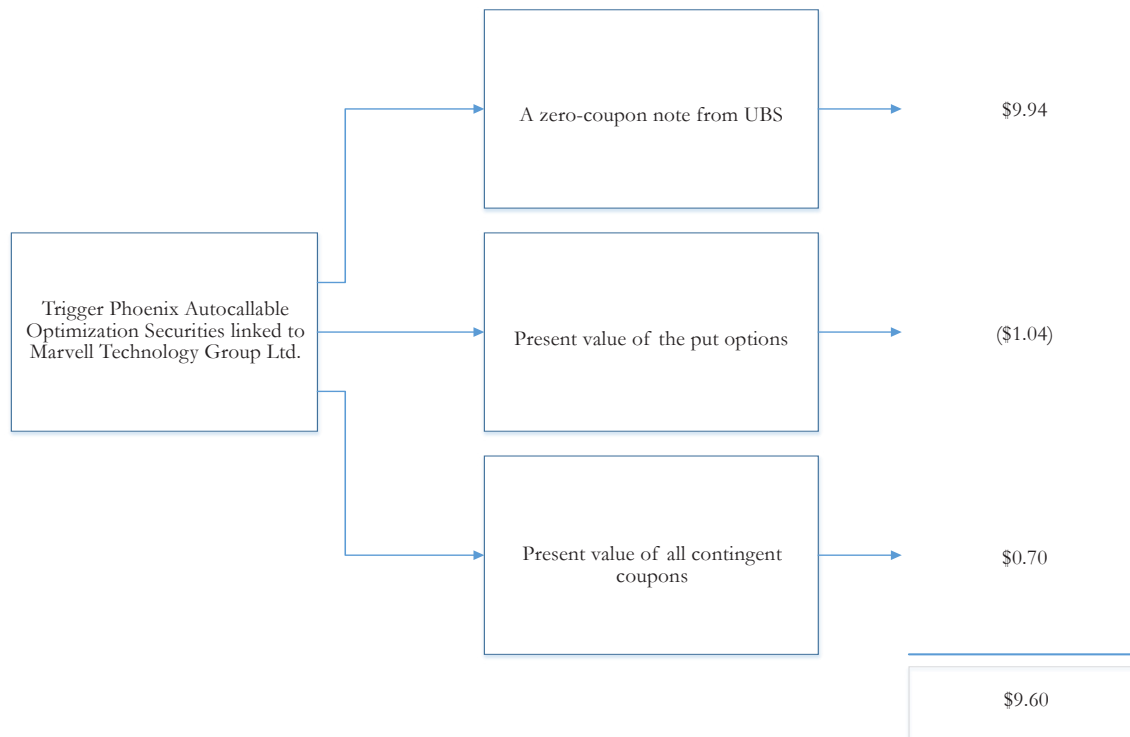 A zero-coupon note from UBS
$9.94
Trigger Phoenix Autocallable
Optimization Securities linked to
Marvell Technology Group Ltd.
Present value of the put options
($1.04)
Present value of all contingent
coupons
$0.70
$9.60